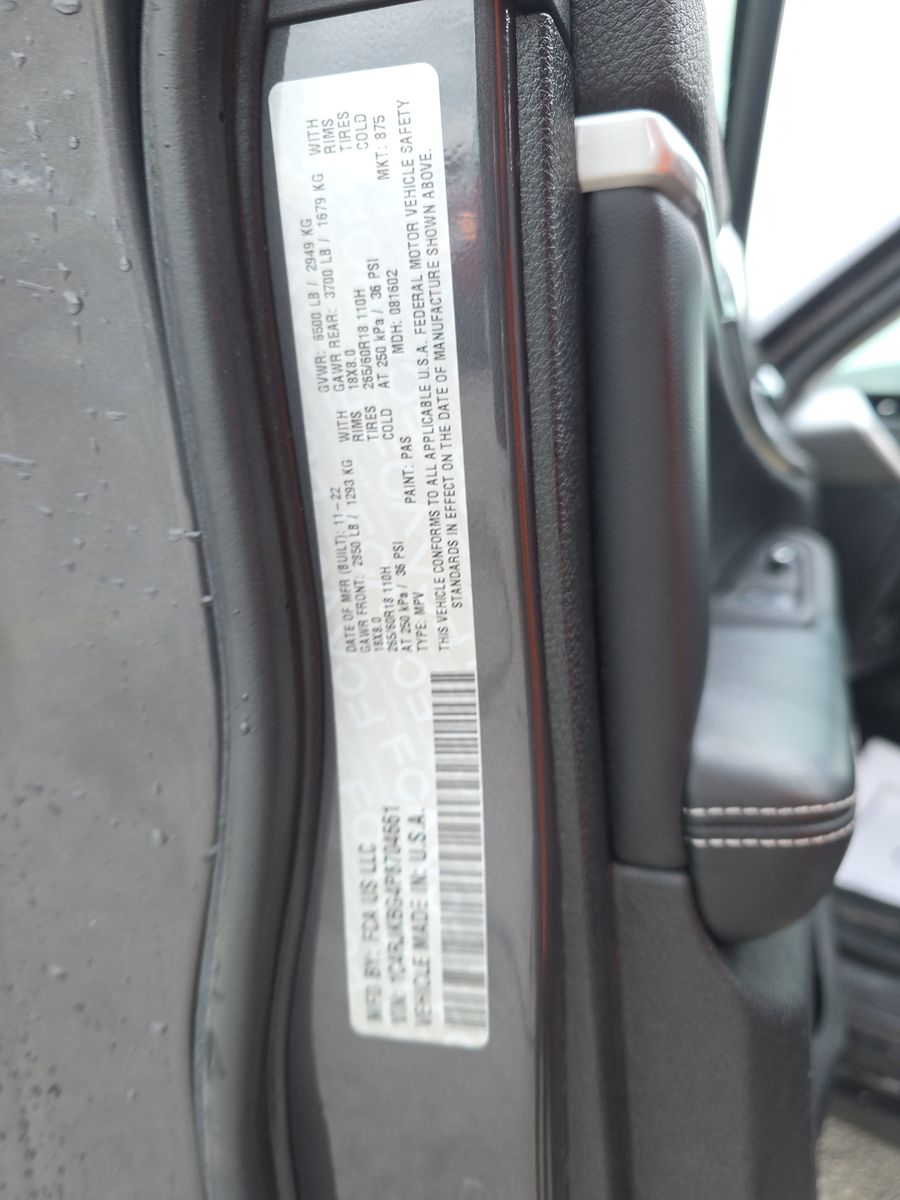 MFD BY: FCA US LLC
VIN: 1C4RJKBG4P8704661
VEHICLE MADE IN: U.S.A.
DATE OF MFR (BUILT): 11-22 GVWR: 6500 LB / 2949 KG
GAWR FRONT: 2850 LB / 1293 KG WITH GAWR REAR: 3700 LB / 1679 KG WITH
18X8.0 RIMS 18X8.0 RIMS
265/60R18 110H TIRES 265/60R18 110H TIRES
AT 250 kPa / 36 PSI COLD AT 250 kPa / 36 PSI COLD
TYPE: MPV PAINT: PAS MDH: 081602 MKT: 875
THIS VEHICLE CONFORMS TO ALL APPLICABLE U.S.A. FEDERAL MOTOR VEHICLE SAFETY
STANDARDS IN EFFECT ON THE DATE OF MANUFACTURE SHOWN ABOVE.